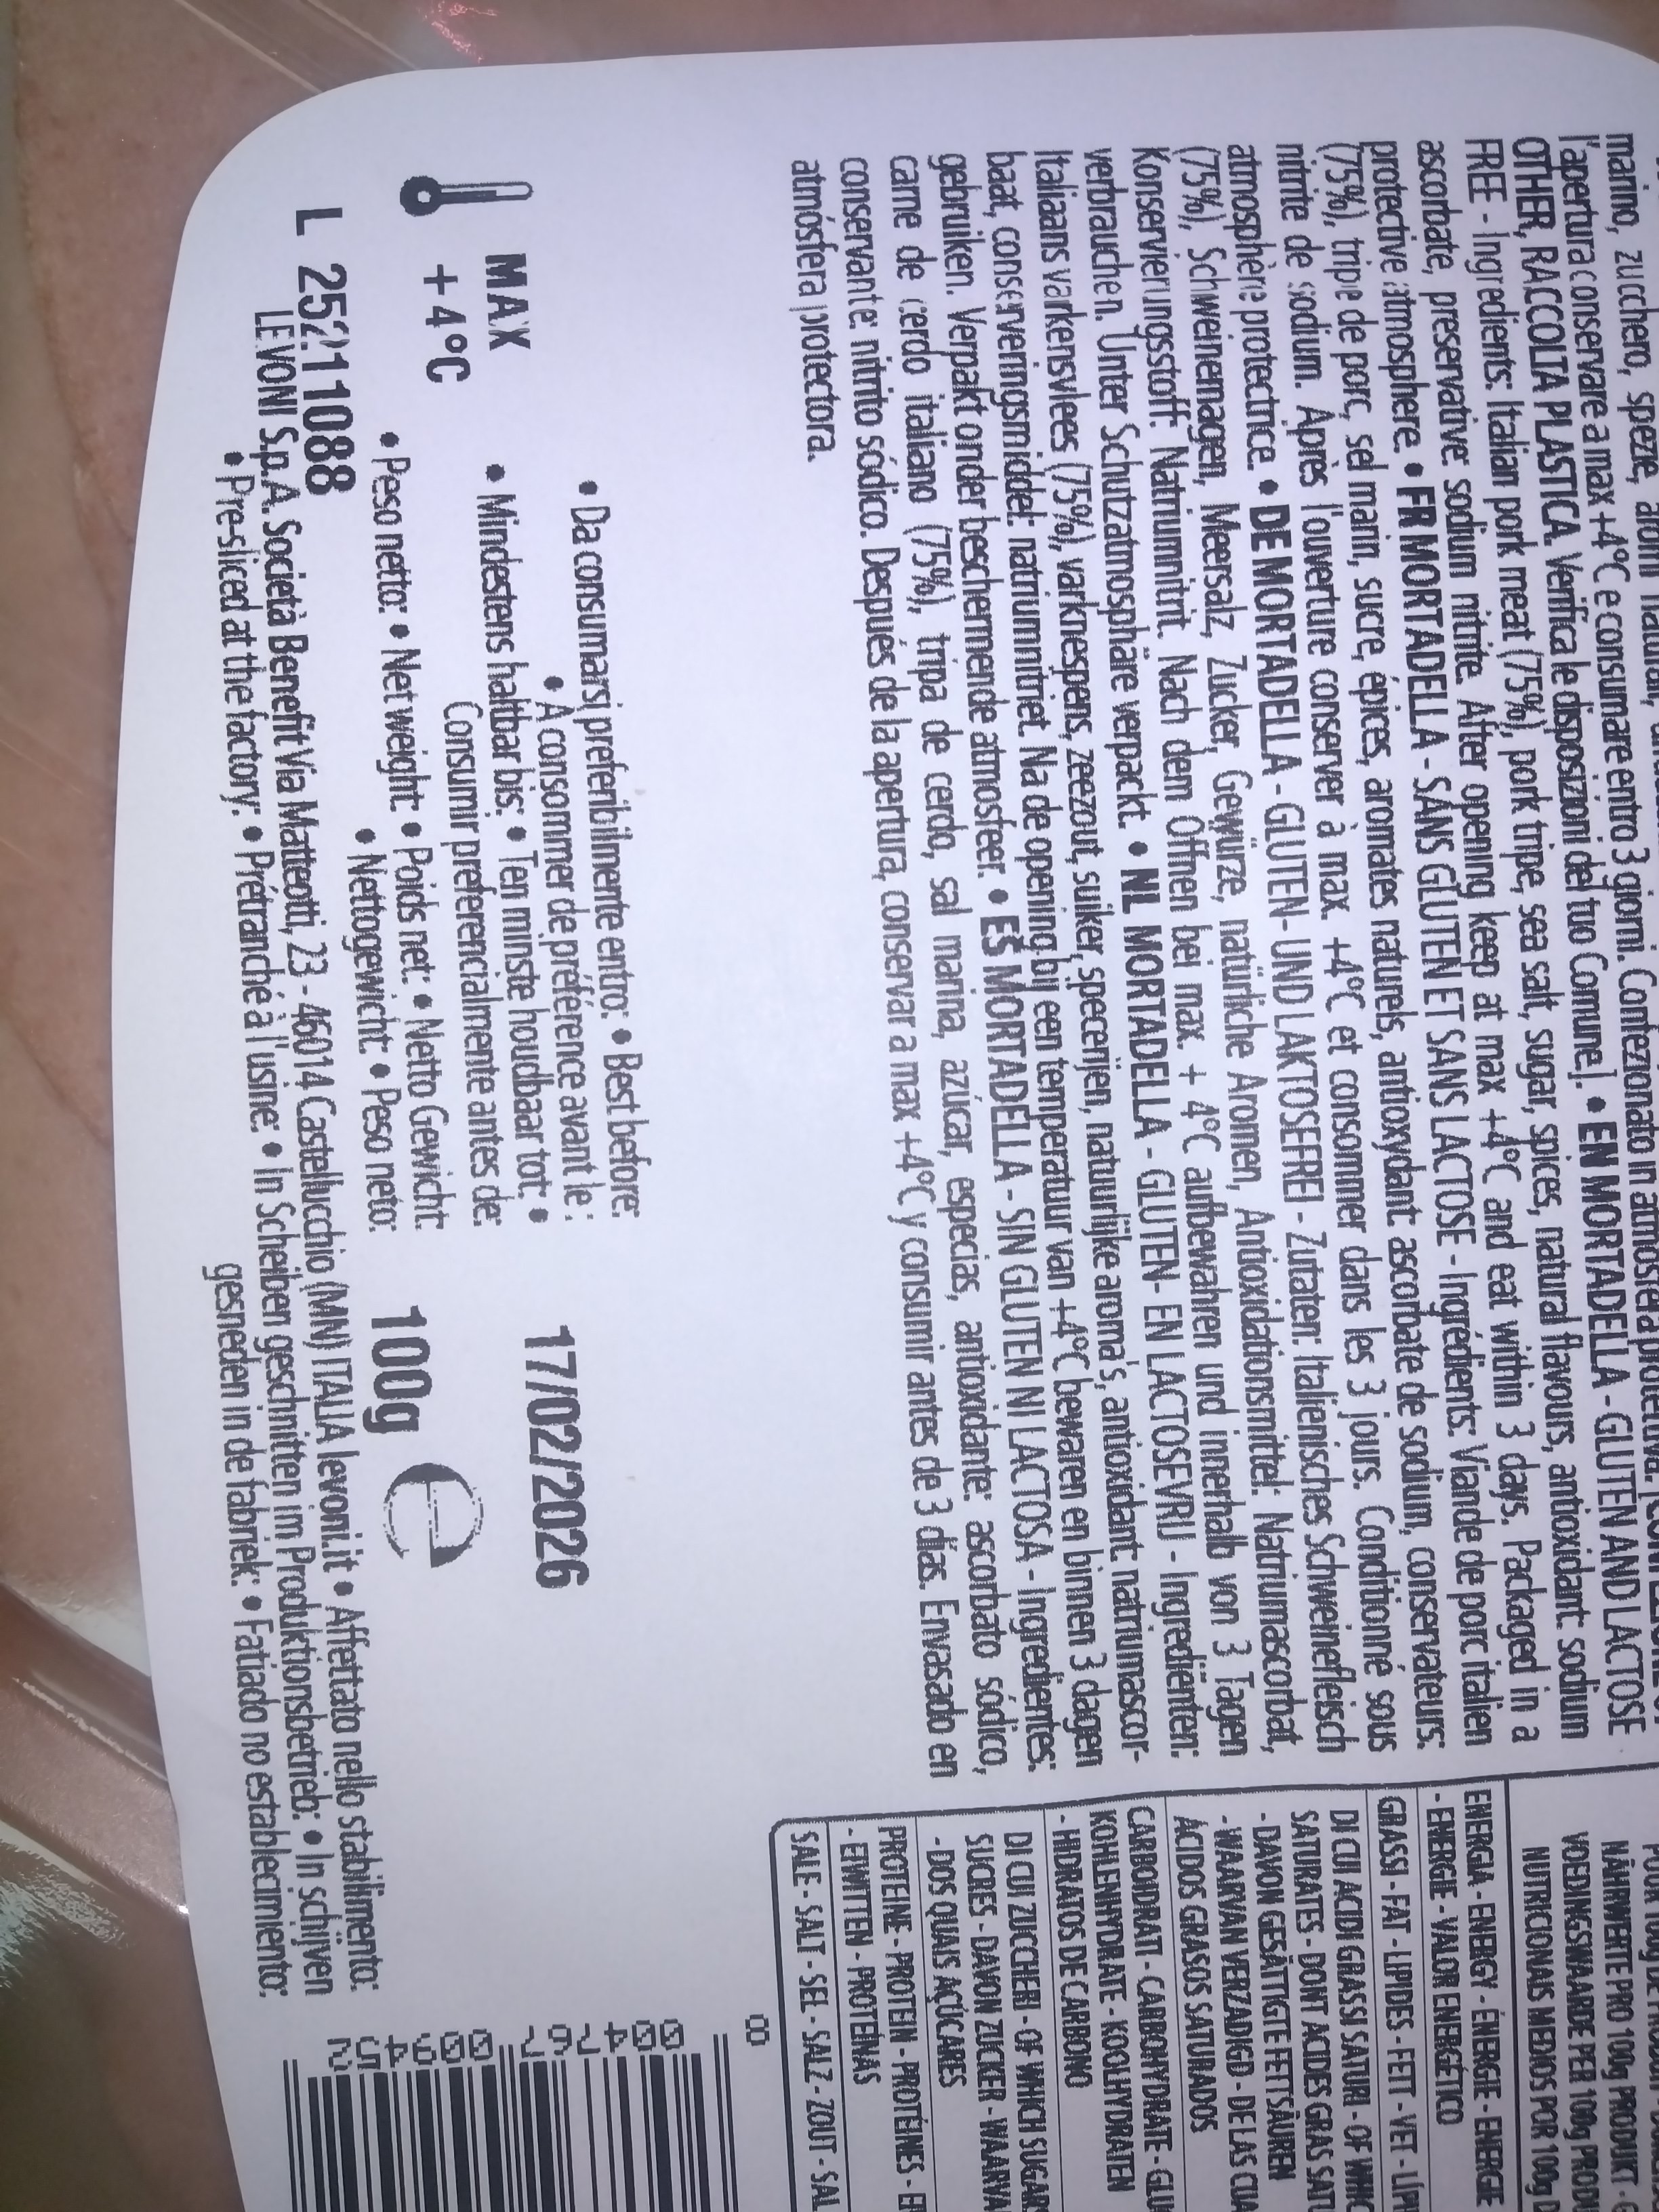 marino, zucchero, spezie, aromi naturali,
l'apertura conservare a max +4°C e consumare entro 3 giorni. Confezionato in atmosfera protettiva.
OTHER, RACCOLTA PLASTICA. Verifica le disposizioni del tuo Comune]. • EN MORTADELLA - GLUTEN AND LACTOSE
FREE - Ingredients: Italian pork meat (75%), pork tripe, sea salt, sugar, spices, natural flavours, antioxidant: sodium
ascorbate, preservative: sodium nitrite. After opening keep at max +4°C and eat within 3 days. Packaged in a
protective atmosphere. • FR MORTADELLA - SANS GLUTEN ET SANS LACTOSE - Ingrédients: Viande de porc italien
(75%), tripe de porc, sel marin, sucre, épices, aromates naturels, antioxydant: ascorbate de sodium, conservateurs:
nitrite de sodium. Après l'ouverture conserver à max. +4°C et consommer dans les 3 jours. Conditionné sous
atmosphère protectrice. • DE MORTADELLA - GLUTEN- UND LAKTOSEFREI - Zutaten: Italienisches Schweinefleisch
(75%), Schweinemagen, Meersalz, Zucker, Gewürze, natürliche Aromen, Antioxidationsmittel: Natriumascorbat,
Konservierungsstoff: Natriumnitrit. Nach dem Öffnen bei max. + 4°C aufbewahren und innerhalb von 3 Tagen
verbrauchen. Unter Schutzatmosphäre verpackt. • NL MORTADELLA - GLUTEN- EN LACTOSEVRIJ - Ingrediënten:
Italiaans varkensvlees (75%), varknespens, zeezout, suiker, specerijen, natuurlijke aroma's, antioxidant: natriumascor-
baat, conserveringsmiddel: natriumnitriet. Na de opening bij een temperatuur van +4°C bewaren en binnen 3 dagen
gebruiken. Verpakt onder beschermende atmosfeer. • ES MORTADELLA - SIN GLUTEN NI LACTOSA - Ingredientes:
carne de cerdo italiano (75%), tripa de cerdo, sal marina, azúcar, especias, antioxidante: ascorbato sódico,
conservante: nitrito sódico. Después de la apertura, conservar a max +4°C y consumir antes de 3 días. Envasado en
atmósfera protectora.
• Da consumarsi preferibilmente entro: • Best before:
• À consommer de préférence avant le :
• Mindestens haltbar bis: • Ten minste houdbaar tot: •
Consumir preferencialmente antes de:
17/02/2026
MAX
+4°C
• Peso netto: • Net weight: • Poids net: • Netto Gewicht:
• Nettogewicht: • Peso neto:
100g e
L 25211088
LEVONI S.p.A. Società Benefit Via Matteotti, 23 - 46014 Castellucchio (MN) ITALIA levoni.it • Affettato nello stabilimento:
• Pre-sliced at the factory: • Prétranché à l'usine: • In Scheiben geschnitten im Produktionsbetrieb: • In schijven
gesneden in de fabriek: • Fatiado no establecimiento:
NÄHRWERTE PRO 100g PRODUKT -
VOEDINGSWAARDE PER 100g
NUTRICIONAIS MEDIOS POR 100g
ENERGIA - ENERGY - ÉNERGIE - ENERGIE
- ENERGIE - VALOR ENERGÉTICO
GRASSI - FAT - LIPIDES - FETT - VET -
DI CUI ACIDI GRASSI SATURI - OF
SATURATES - DONT ACIDES GRAS
- DAVON GESÄTTIGTE FETTSÄUREN
- WAARVAN VERZADIGD - DE LAS
ÁCIDOS GRASOS SATURADOS
CARBOIDRATI - CARBOHYDRATE -
KOHLENHYDRATE - KOOLHYDRATEN
- HIDRATOS DE CARBONO
DI CUI ZUCCHERI - OF WHICH
SUCRES - DAVON ZUCKER -
- DOS QUAIS AÇÚCARES
PROTEINE - PROTEIN - PROTÉINES -
- EIWITTEN - PROTEÍNAS
SALE - SALT - SEL - SALZ - ZOUT - SAL
8